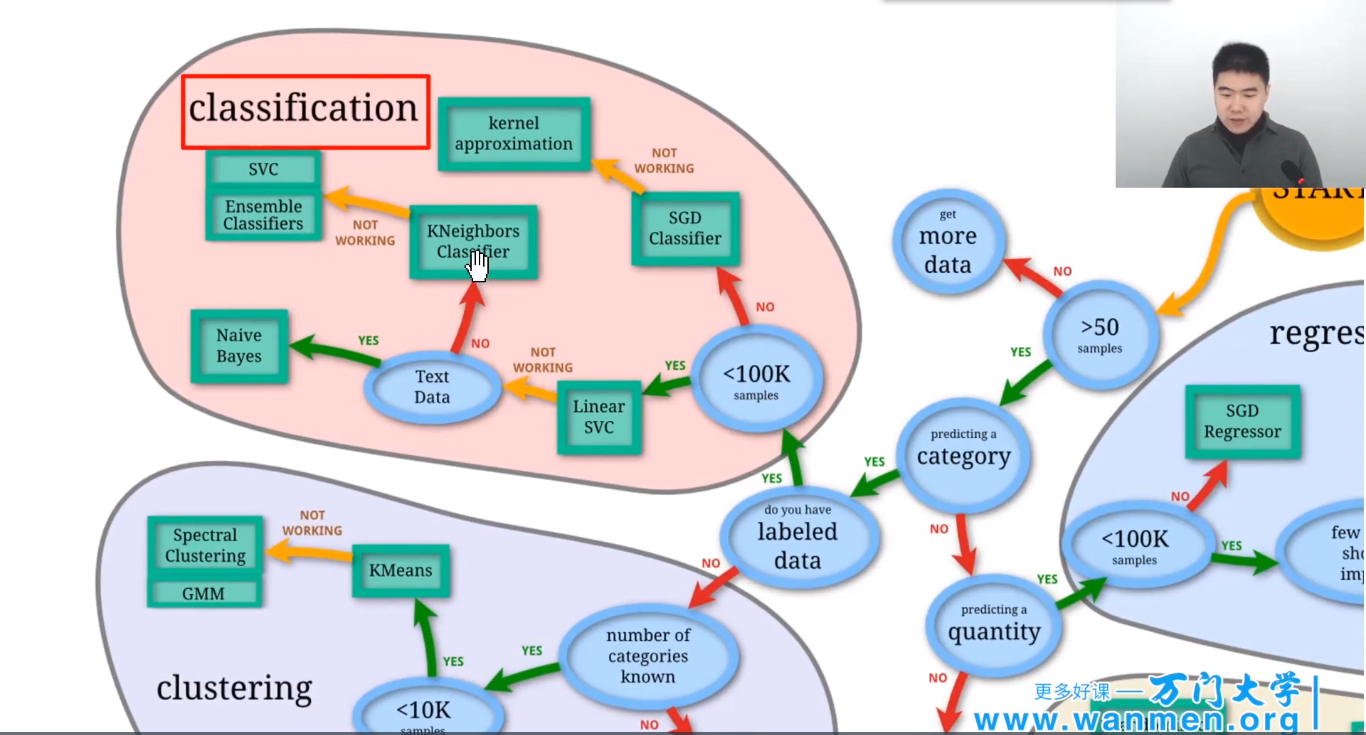 classification
kernel
approximation
NOT
WORKING
SVC
Ensemble
Classifiers
NOT
WORKING
KNeighbors
Classifier
SGD
Classifier
get
more
data
START
NO
NO
>50
samples
regres
Naive
Bayes
YES
NO
Text
Data
NOT
WORKING
Linear
SVC
YES
<100K
samples
YES
predicting a
category
SGD
Regressor
YES
YES
do you have
labeled
data
NO
NO
NO
<100K
samples
YES
few
sho
imp
Spectral
Clustering
GMM
NOT
WORKING
KMeans
YES
predicting a
quantity
YES
number of
categories
known
YES
clustering
<10K
samples
NO
NO
更多好课 — 万门大学
www.wanmen.org